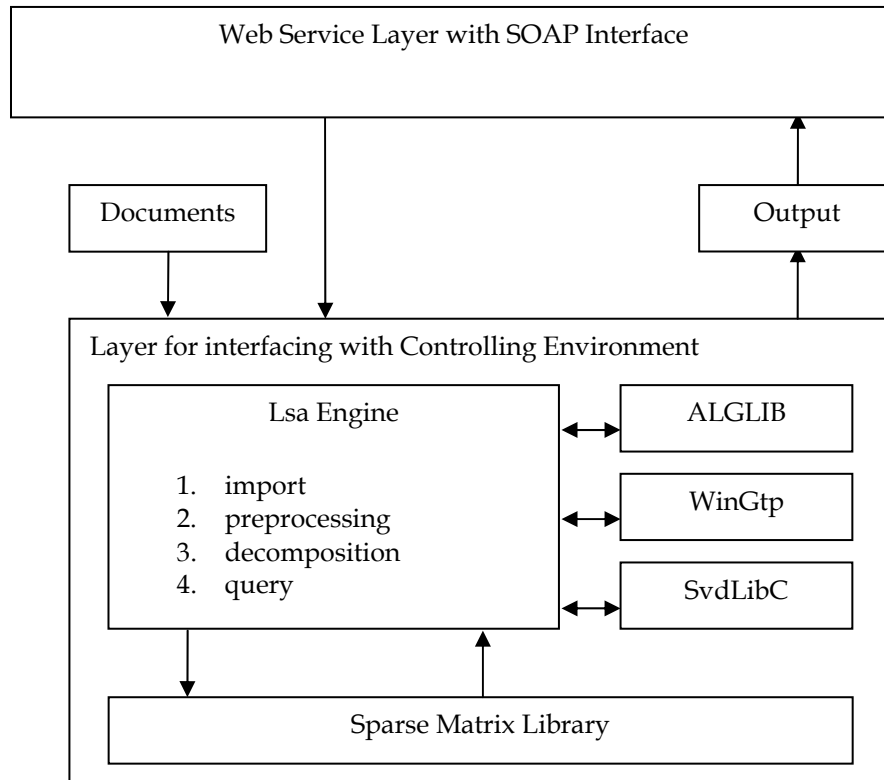 Web Service Layer with SOAP Interface
Documents
Output
Layer for interfacing with Controlling Environment
Lsa Engine
1. import
2. preprocessing
3. decomposition
4. query
ALGLIB
WinGtp
SvdLibC
Sparse Matrix Library